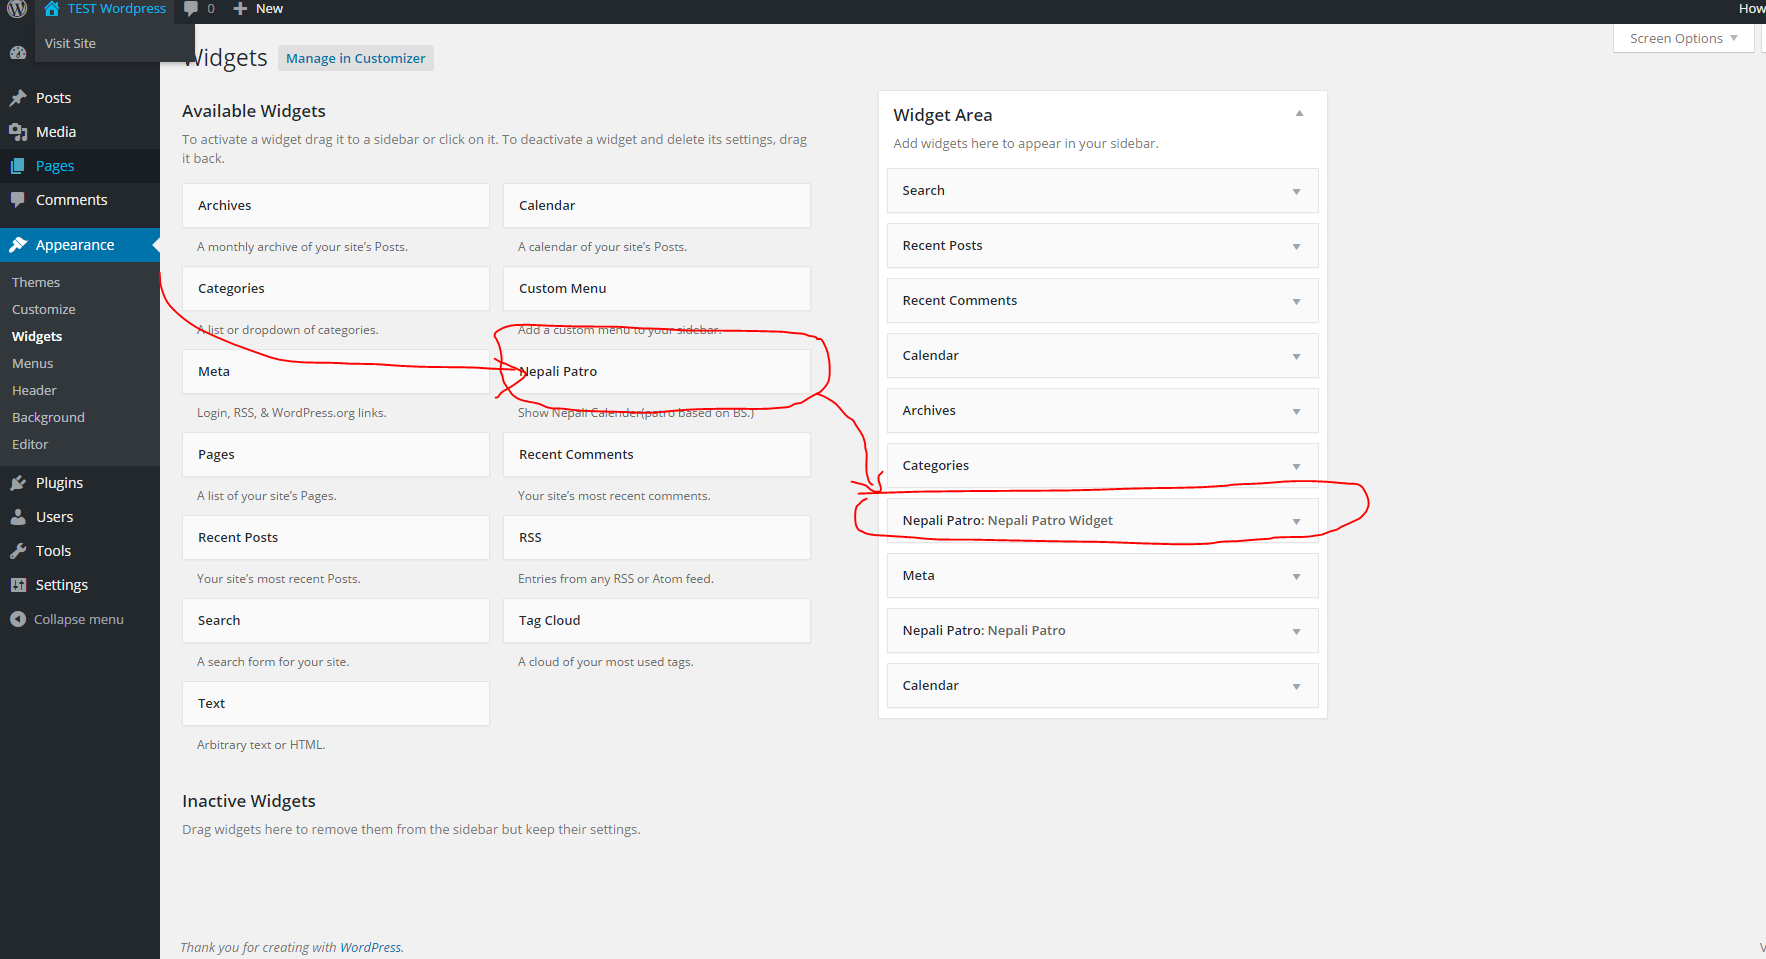 TEST Wordpress 0 New How
Visit Site
Widgets Manage in Customizer Screen Options
Posts
Media
Pages
Comments
Appearance
Themes
Customize
Widgets
Menus
Header
Background
Editor
Plugins
Users
Tools
Settings
Collapse menu
Available Widgets
To activate a widget drag it to a sidebar or click on it. To deactivate a widget and delete its settings, drag
it back.
Archives Calendar
A monthly archive of your site's Posts. A calendar of your site's Posts.
Categories Custom Menu
A list or dropdown of categories. Add a custom menu to your sidebar.
Meta Nepali Patro
Login, RSS, & WordPress.org links. Show Nepali Calender(patro based on BS.)
Pages Recent Comments
A list of your site's Pages. Your site's most recent comments.
Recent Posts RSS
Your site's most recent Posts. Entries from any RSS or Atom feed.
Search Tag Cloud
A search form for your site. A cloud of your most used tags.
Text
Arbitrary text or HTML.
Inactive Widgets
Drag widgets here to remove them from the sidebar but keep their settings.
Widget Area
Add widgets here to appear in your sidebar.
Search
Recent Posts
Recent Comments
Calendar
Archives
Categories
Nepali Patro: Nepali Patro Widget
Meta
Nepali Patro: Nepali Patro
Calendar
Thank you for creating with WordPress. V